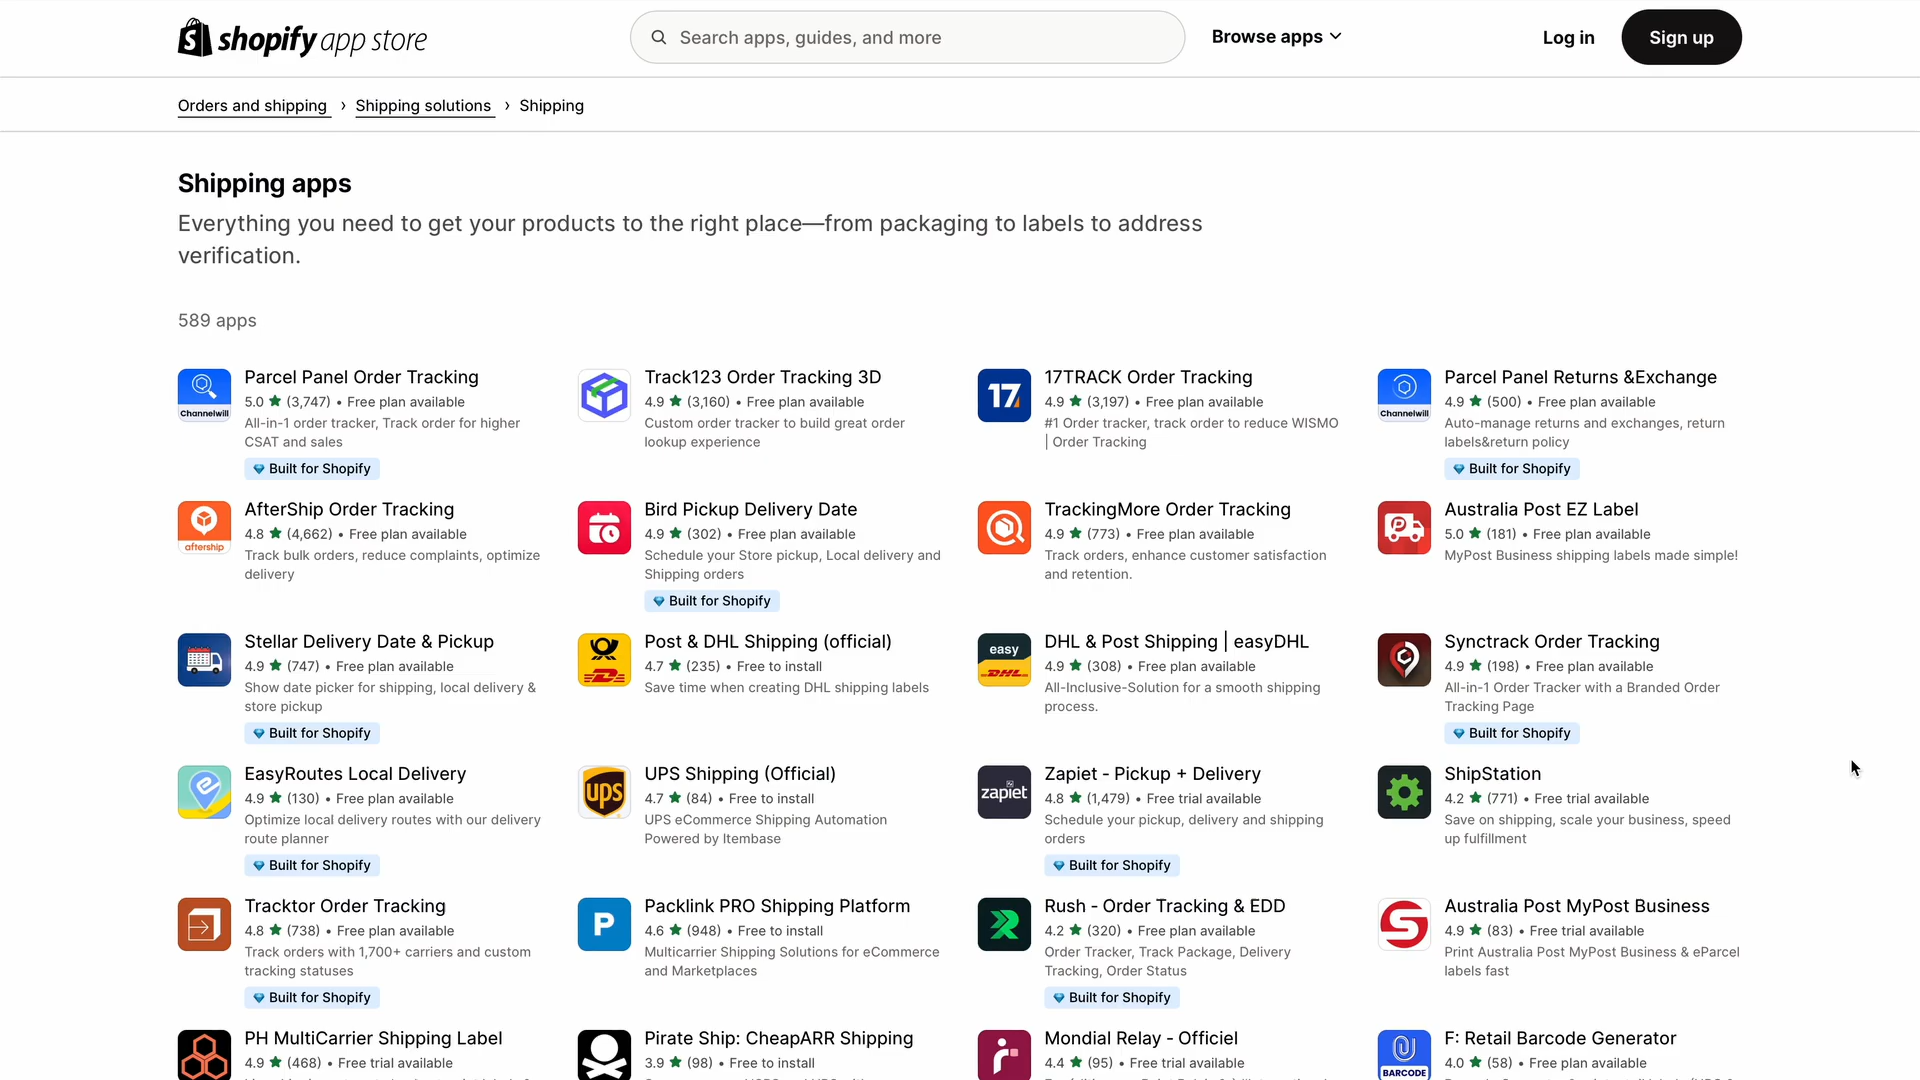 shopify app store
Search apps, guides, and more
Browse apps
Log in
Sign up
Orders and shipping › Shipping solutions › Shipping
Shipping apps
Everything you need to get your products to the right place—from packaging to labels to address
verification.
589 apps
Channelwill
Parcel Panel Order Tracking
5.0 ★ (3,747) • Free plan available
All-in-1 order tracker, Track order for higher
CSAT and sales
Built for Shopify
Track123 Order Tracking 3D
4.9 ★ (3,160) • Free plan available
Custom order tracker to build great order
lookup experience
17
17TRACK Order Tracking
4.9 ★ (3,197) • Free plan available
#1 Order tracker, track order to reduce WISMO
| Order Tracking
Channelwill
Parcel Panel Returns &Exchange
4.9 ★ (500) • Free plan available
Auto-manage returns and exchanges, return
labels&return policy
Built for Shopify
aftership
AfterShip Order Tracking
4.8 ★ (4,662) • Free plan available
Track bulk orders, reduce complaints, optimize
delivery
Bird Pickup Delivery Date
4.9 ★ (302) • Free plan available
Schedule your Store pickup, Local delivery and
Shipping orders
Built for Shopify
TrackingMore Order Tracking
4.9 ★ (773) • Free plan available
Track orders, enhance customer satisfaction
and retention.
Australia Post EZ Label
5.0 ★ (181) • Free plan available
MyPost Business shipping labels made simple!
Stellar Delivery Date & Pickup
4.9 ★ (747) • Free plan available
Show date picker for shipping, local delivery &
store pickup
Built for Shopify
Post & DHL Shipping (official)
4.7 ★ (235) • Free to install
Save time when creating DHL shipping labels
easy
DHL
DHL & Post Shipping | easyDHL
4.9 ★ (308) • Free plan available
All-Inclusive-Solution for a smooth shipping
process.
Synctrack Order Tracking
4.9 ★ (198) • Free plan available
All-in-1 Order Tracker with a Branded Order
Tracking Page
Built for Shopify
EasyRoutes Local Delivery
4.9 ★ (130) • Free plan available
Optimize local delivery routes with our delivery
route planner
Built for Shopify
ups
UPS Shipping (Official)
4.7 ★ (84) • Free to install
UPS eCommerce Shipping Automation
Powered by Itembase
zapiet
Zapiet - Pickup + Delivery
4.8 ★ (1,479) • Free trial available
Schedule your pickup, delivery and shipping
orders
Built for Shopify
ShipStation
4.2 ★ (771) • Free trial available
Save on shipping, scale your business, speed
up fulfillment
Tracktor Order Tracking
4.8 ★ (738) • Free plan available
Track orders with 1,700+ carriers and custom
tracking statuses
Built for Shopify
P
Packlink PRO Shipping Platform
4.6 ★ (948) • Free to install
Multicarrier Shipping Solutions for eCommerce
and Marketplaces
Rush - Order Tracking & EDD
4.2 ★ (320) • Free plan available
Order Tracker, Track Package, Delivery
Tracking, Order Status
Built for Shopify
Australia Post MyPost Business
4.9 ★ (83) • Free trial available
Print Australia Post MyPost Business & eParcel
labels fast
PH MultiCarrier Shipping Label
4.9 ★ (468) • Free trial available
Pirate Ship: CheapARR Shipping
3.9 ★ (98) • Free to install
Mondial Relay - Officiel
4.4 ★ (95) • Free trial available
BARCODE
F: Retail Barcode Generator
4.0 ★ (58) • Free plan available